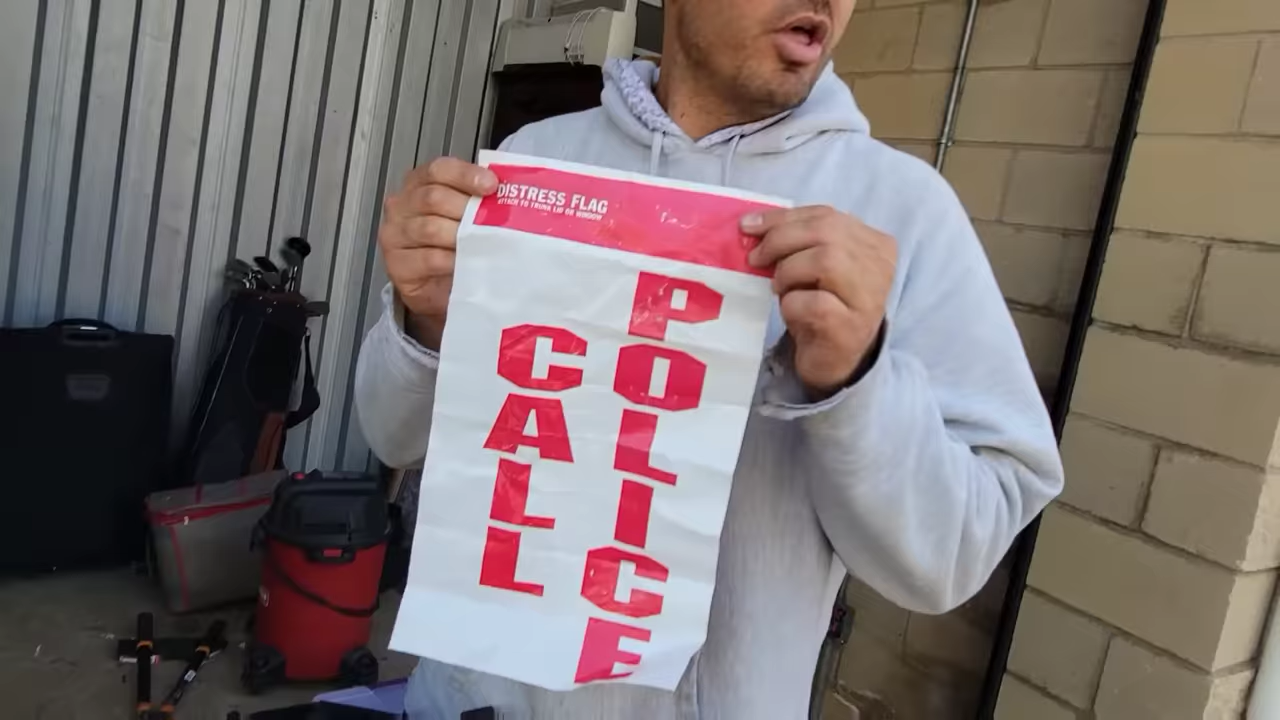 DISTRESS FLAG
ATTACH TO TRUNK LID OR WINDOW
CALL
POLICE